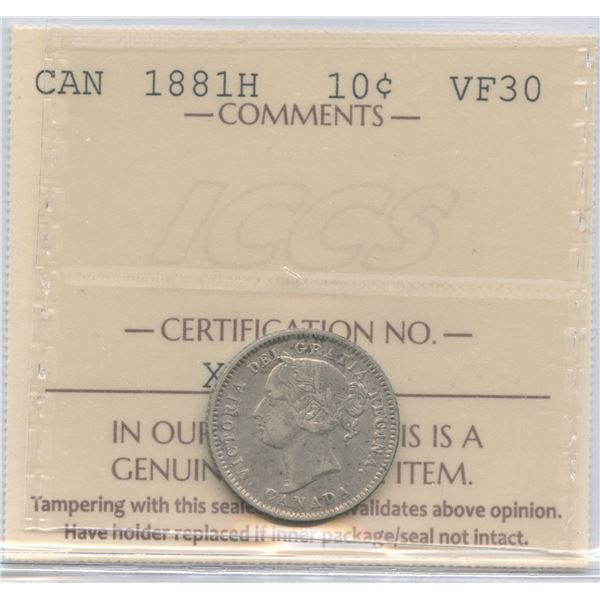 CAN 1881H 10¢ VF30
— COMMENTS —
ICCS
— CERTIFICATION NO. —
X
IN OUR IS IS A
GENUIN ITEM.
Tampering with this seale validates above opinion.
Have holder replaced if inner package/seal not intact.
VICTORIA DEI GRATIA REGINA.
CANADA